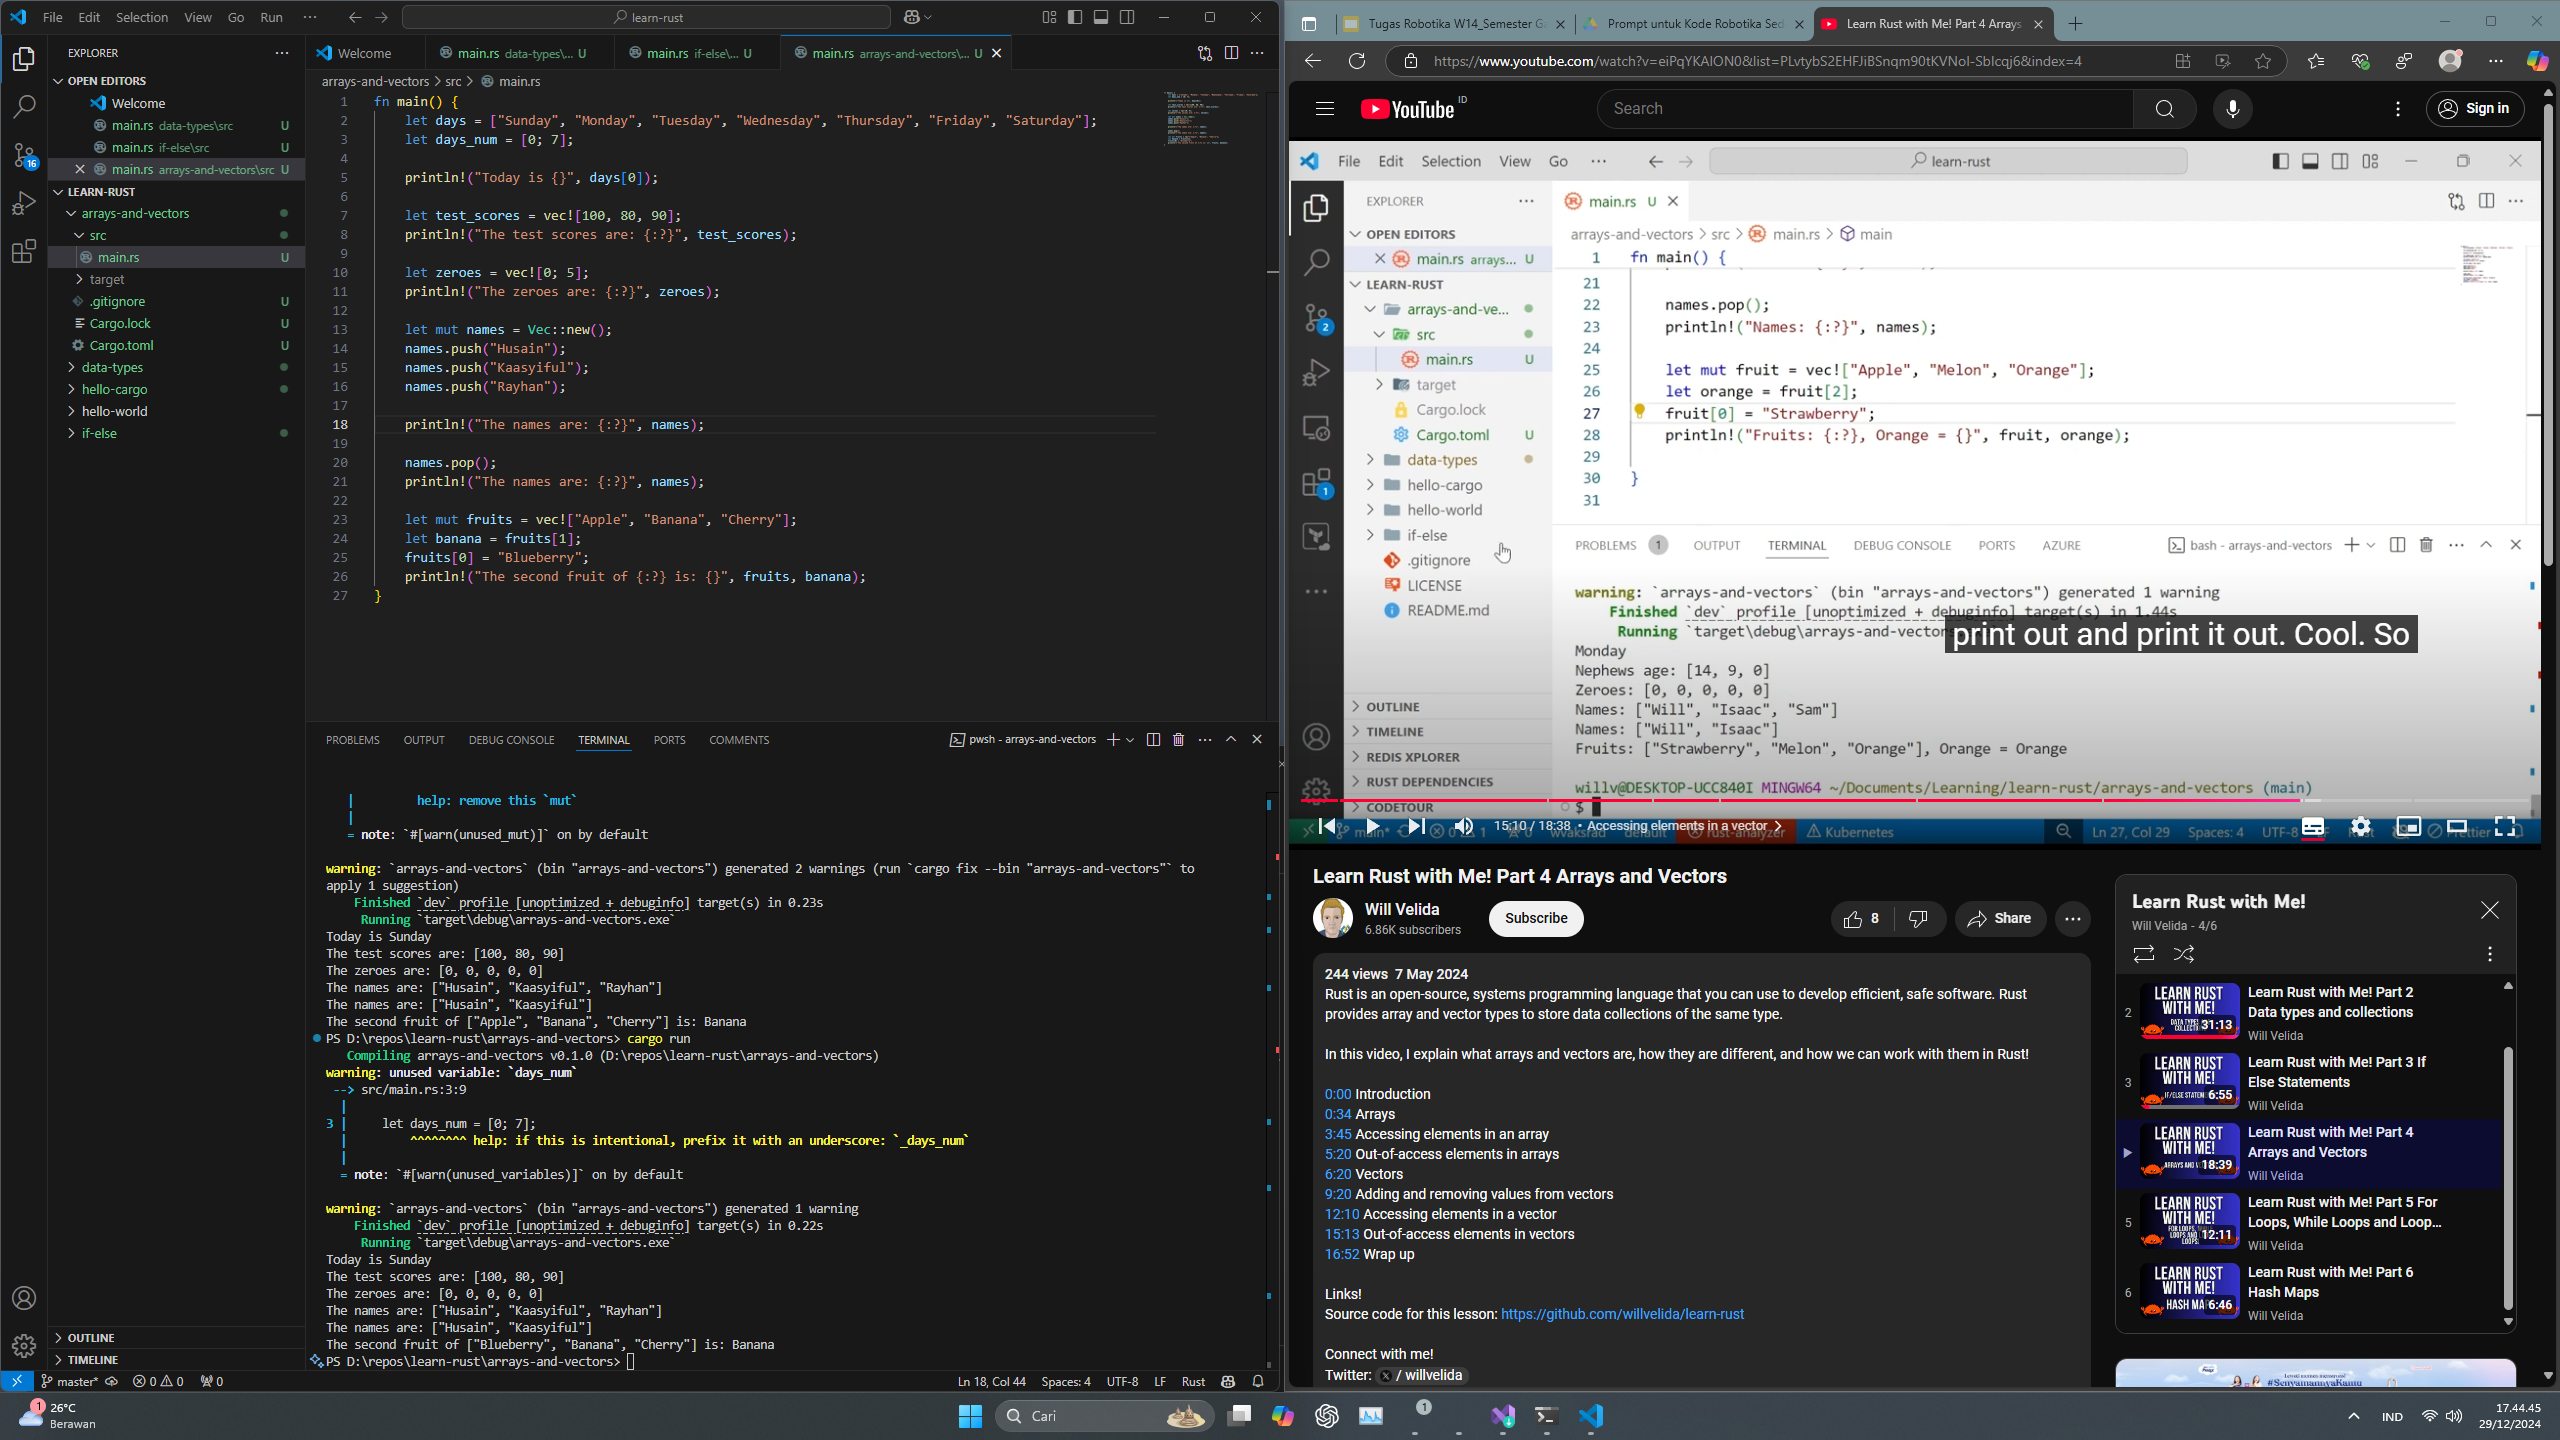 File Edit Selection View Go Run ··· learn-rust
EXPLORER
OPEN EDITORS
Welcome
main.rs data-types\src U
main.rs if-else\src U
main.rs arrays-and-vectors\src U
LEARN-RUST
arrays-and-vectors
src
main.rs U
target
.gitignore U
Cargo.lock U
Cargo.toml U
data-types
hello-cargo
hello-world
if-else
OUTLINE
TIMELINE
16
Welcome main.rs data-types\... U main.rs if-else\... U main.rs arrays-and-vectors\... U
arrays-and-vectors > src > main.rs
1 fn main() {
2 let days = ["Sunday", "Monday", "Tuesday", "Wednesday", "Thursday", "Friday", "Saturday"];
3 let days_num = [0; 7];
4
5 println!("Today is {}", days[0]);
6
7 let test_scores = vec![100, 80, 90];
8 println!("The test scores are: {:?}", test_scores);
9
10 let zeroes = vec![0; 5];
11 println!("The zeroes are: {:?}", zeroes);
12
13 let mut names = Vec::new();
14 names.push("Husain");
15 names.push("Kaasyiful");
16 names.push("Rayhan");
17
18 println!("The names are: {:?}", names);
19
20 names.pop();
21 println!("The names are: {:?}", names);
22
23 let mut fruits = vec!["Apple", "Banana", "Cherry"];
24 let banana = fruits[1];
25 fruits[0] = "Blueberry";
26 println!("The second fruit of {:?} is: {}", fruits, banana);
27 }
PROBLEMS OUTPUT DEBUG CONSOLE TERMINAL PORTS COMMENTS pwsh - arrays-and-vectors
| help: remove this `mut`
|
= note: `#[warn(unused_mut)]` on by default
warning: `arrays-and-vectors` (bin "arrays-and-vectors") generated 2 warnings (run `cargo fix --bin "arrays-and-vectors"` to
apply 1 suggestion)
Finished `dev` profile [unoptimized + debuginfo] target(s) in 0.23s
Running `target\debug\arrays-and-vectors.exe`
Today is Sunday
The test scores are: [100, 80, 90]
The zeroes are: [0, 0, 0, 0, 0]
The names are: ["Husain", "Kaasyiful", "Rayhan"]
The names are: ["Husain", "Kaasyiful"]
The second fruit of ["Apple", "Banana", "Cherry"] is: Banana
PS D:\repos\learn-rust\arrays-and-vectors> cargo run
Compiling arrays-and-vectors v0.1.0 (D:\repos\learn-rust\arrays-and-vectors)
warning: unused variable: `days_num`
--> src/main.rs:3:9
|
3 | let days_num = [0; 7];
| ^^^^^^^^ help: if this is intentional, prefix it with an underscore: `_days_num`
|
= note: `#[warn(unused_variables)]` on by default
warning: `arrays-and-vectors` (bin "arrays-and-vectors") generated 1 warning
Finished `dev` profile [unoptimized + debuginfo] target(s) in 0.22s
Running `target\debug\arrays-and-vectors.exe`
Today is Sunday
The test scores are: [100, 80, 90]
The zeroes are: [0, 0, 0, 0, 0]
The names are: ["Husain", "Kaasyiful", "Rayhan"]
The names are: ["Husain", "Kaasyiful"]
The second fruit of ["Blueberry", "Banana", "Cherry"] is: Banana
PS D:\repos\learn-rust\arrays-and-vectors>
master* 0 0 0 Ln 18, Col 44 Spaces: 4 UTF-8 LF Rust
Tugas Robotika W14_Semester Ga Prompt untuk Kode Robotika Sed Learn Rust with Me! Part 4 Arrays
https://www.youtube.com/watch?v=eiPqYKAlON0&list=PLvtybS2EHFJiBSnqm90tKVNol-Sblcqj6&index=4
YouTube ID Search Sign in
File Edit Selection View Go ··· learn-rust
EXPLORER
OPEN EDITORS
main.rs arrays... U
LEARN-RUST
arrays-and-ve...
src
main.rs U
target
Cargo.lock
Cargo.toml U
data-types
hello-cargo
hello-world
if-else
.gitignore
LICENSE
README.md
OUTLINE
TIMELINE
REDIS XPLORER
RUST DEPENDENCIES
CODETOUR
2
1
main.rs U
arrays-and-vectors > src > main.rs > main
1 fn main() {
21
22 names.pop();
23 println!("Names: {:?}", names);
24
25 let mut fruit = vec!["Apple", "Melon", "Orange"];
26 let orange = fruit[2];
27 fruit[0] = "Strawberry";
28 println!("Fruits: {:?}, Orange = {}", fruit, orange);
29
30 }
31
PROBLEMS 1 OUTPUT TERMINAL DEBUG CONSOLE PORTS AZURE bash - arrays-and-vectors
warning: `arrays-and-vectors` (bin "arrays-and-vectors") generated 1 warning
Finished `dev` profile [unoptimized + debuginfo] target(s) in 1.44s
Running `target\debug\arrays-and-vectors
print out and print it out. Cool. So
Monday
Nephews age: [14, 9, 0]
Zeroes: [0, 0, 0, 0, 0]
Names: ["Will", "Isaac", "Sam"]
Names: ["Will", "Isaac"]
Fruits: ["Strawberry", "Melon", "Orange"], Orange = Orange
willv@DESKTOP-UCC840I MINGW64 ~/Documents/Learning/learn-rust/arrays-and-vectors (main)
$
15:10 / 18:38 • Accessing elements in a vector
main* rust-analyzer Kubernetes Ln 27, Col 29 Spaces: 4 UTF-8 Prettier
Learn Rust with Me! Part 4 Arrays and Vectors
Will Velida
6.86K subscribers
Subscribe
8 Share
244 views 7 May 2024
Rust is an open-source, systems programming language that you can use to develop efficient, safe software. Rust
provides array and vector types to store data collections of the same type.
In this video, I explain what arrays and vectors are, how they are different, and how we can work with them in Rust!
0:00 Introduction
0:34 Arrays
3:45 Accessing elements in an array
5:20 Out-of-access elements in arrays
6:20 Vectors
9:20 Adding and removing values from vectors
12:10 Accessing elements in a vector
15:13 Out-of-access elements in vectors
16:52 Wrap up
Links!
Source code for this lesson: https://github.com/willvelida/learn-rust
Connect with me!
Twitter: / willvelida
Learn Rust with Me!
Will Velida - 4/6
2 LEARN RUST WITH ME! 31:13 Learn Rust with Me! Part 2
Data types and collections
Will Velida
3 LEARN RUST WITH ME! 6:55 Learn Rust with Me! Part 3 If
Else Statements
Will Velida
LEARN RUST WITH ME! 18:39 Learn Rust with Me! Part 4
Arrays and Vectors
Will Velida
5 LEARN RUST WITH ME! 12:11 Learn Rust with Me! Part 5 For
Loops, While Loops and Loop...
Will Velida
6 LEARN RUST WITH ME! HASH MAPS 6:46 Learn Rust with Me! Part 6
Hash Maps
Will Velida
#SenyamannyaKamu
1 26°C
Berawan
Cari
1
IND
17.44.45
29/12/2024